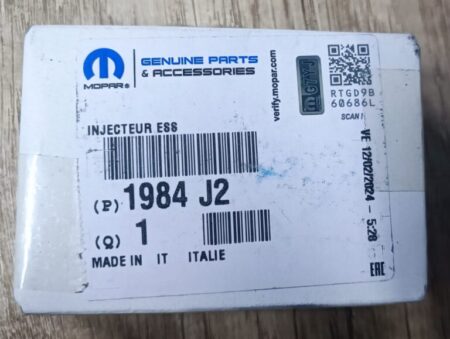 MOPAR®
GENUINE PARTS
& ACCESSORIES
verify.mopar.com
RTGD9B
60686L
SCAN !
INJECTEUR ESS
(P) 1984 J2
(Q) 1
MADE IN IT ITALIE
VE 12/02/2024 - 5:28
EAC